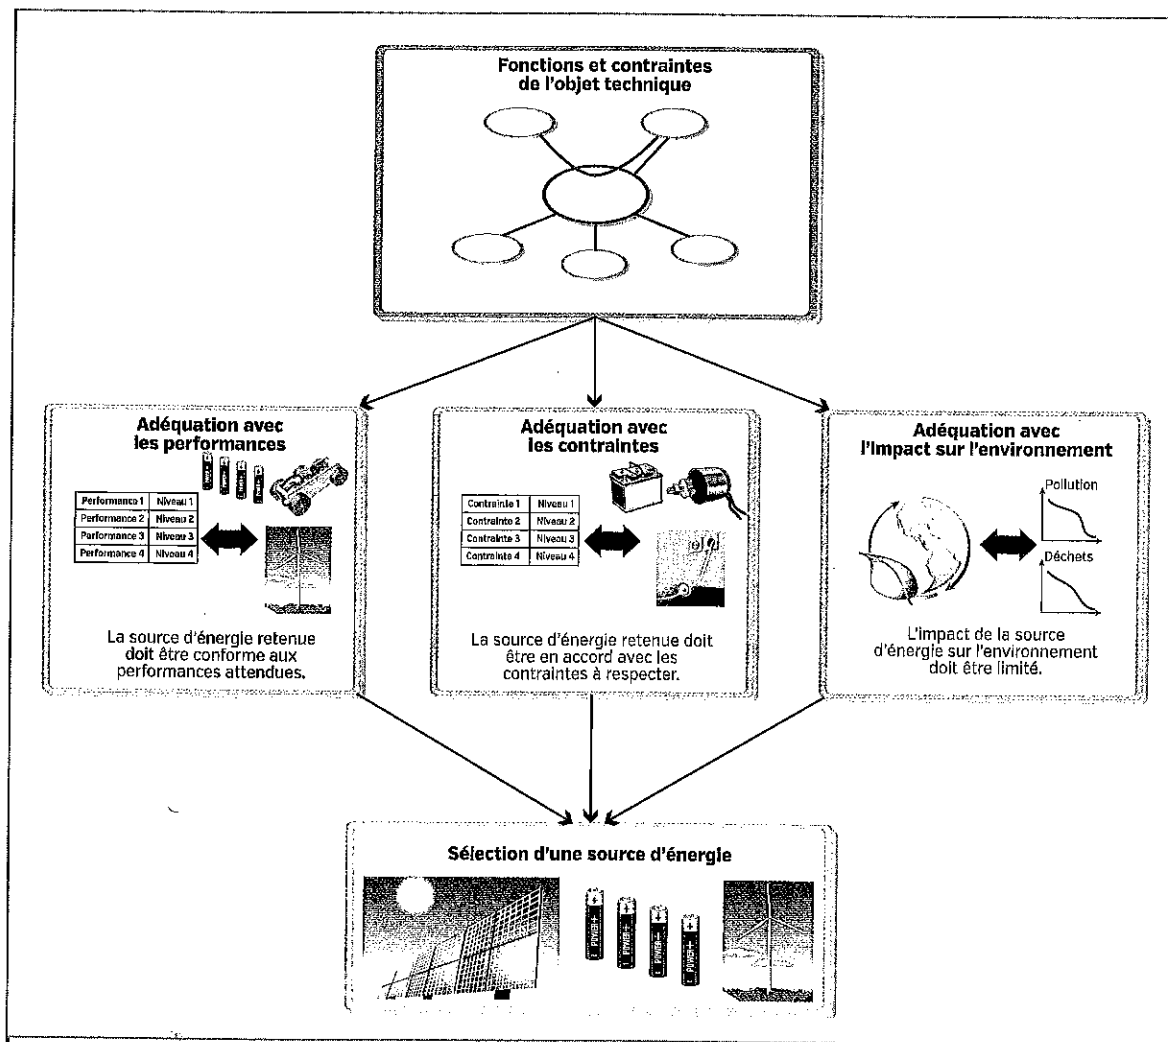 Fonctions et contraintes
de l'objet technique
Adéquation avec
les performances
Performance 1 Niveau 1
Performance 2 Niveau 2
Performance 3 Niveau 3
Performance 4 Niveau 4
La source d'énergie retenue
doit être conforme aux
performances attendues.
Adéquation avec
les contraintes
Contrainte 1 Niveau 1
Contrainte 2 Niveau 2
Contrainte 3 Niveau 3
Contrainte 4 Niveau 4
La source d'énergie retenue doit
être en accord avec les
contraintes à respecter.
Adéquation avec
l'impact sur l'environnement
Pollution
Déchets
L'impact de la source
d'énergie sur l'environnement
doit être limité.
Sélection d'une source d'énergie
POWER+
POWER+
POWER+
POWER+